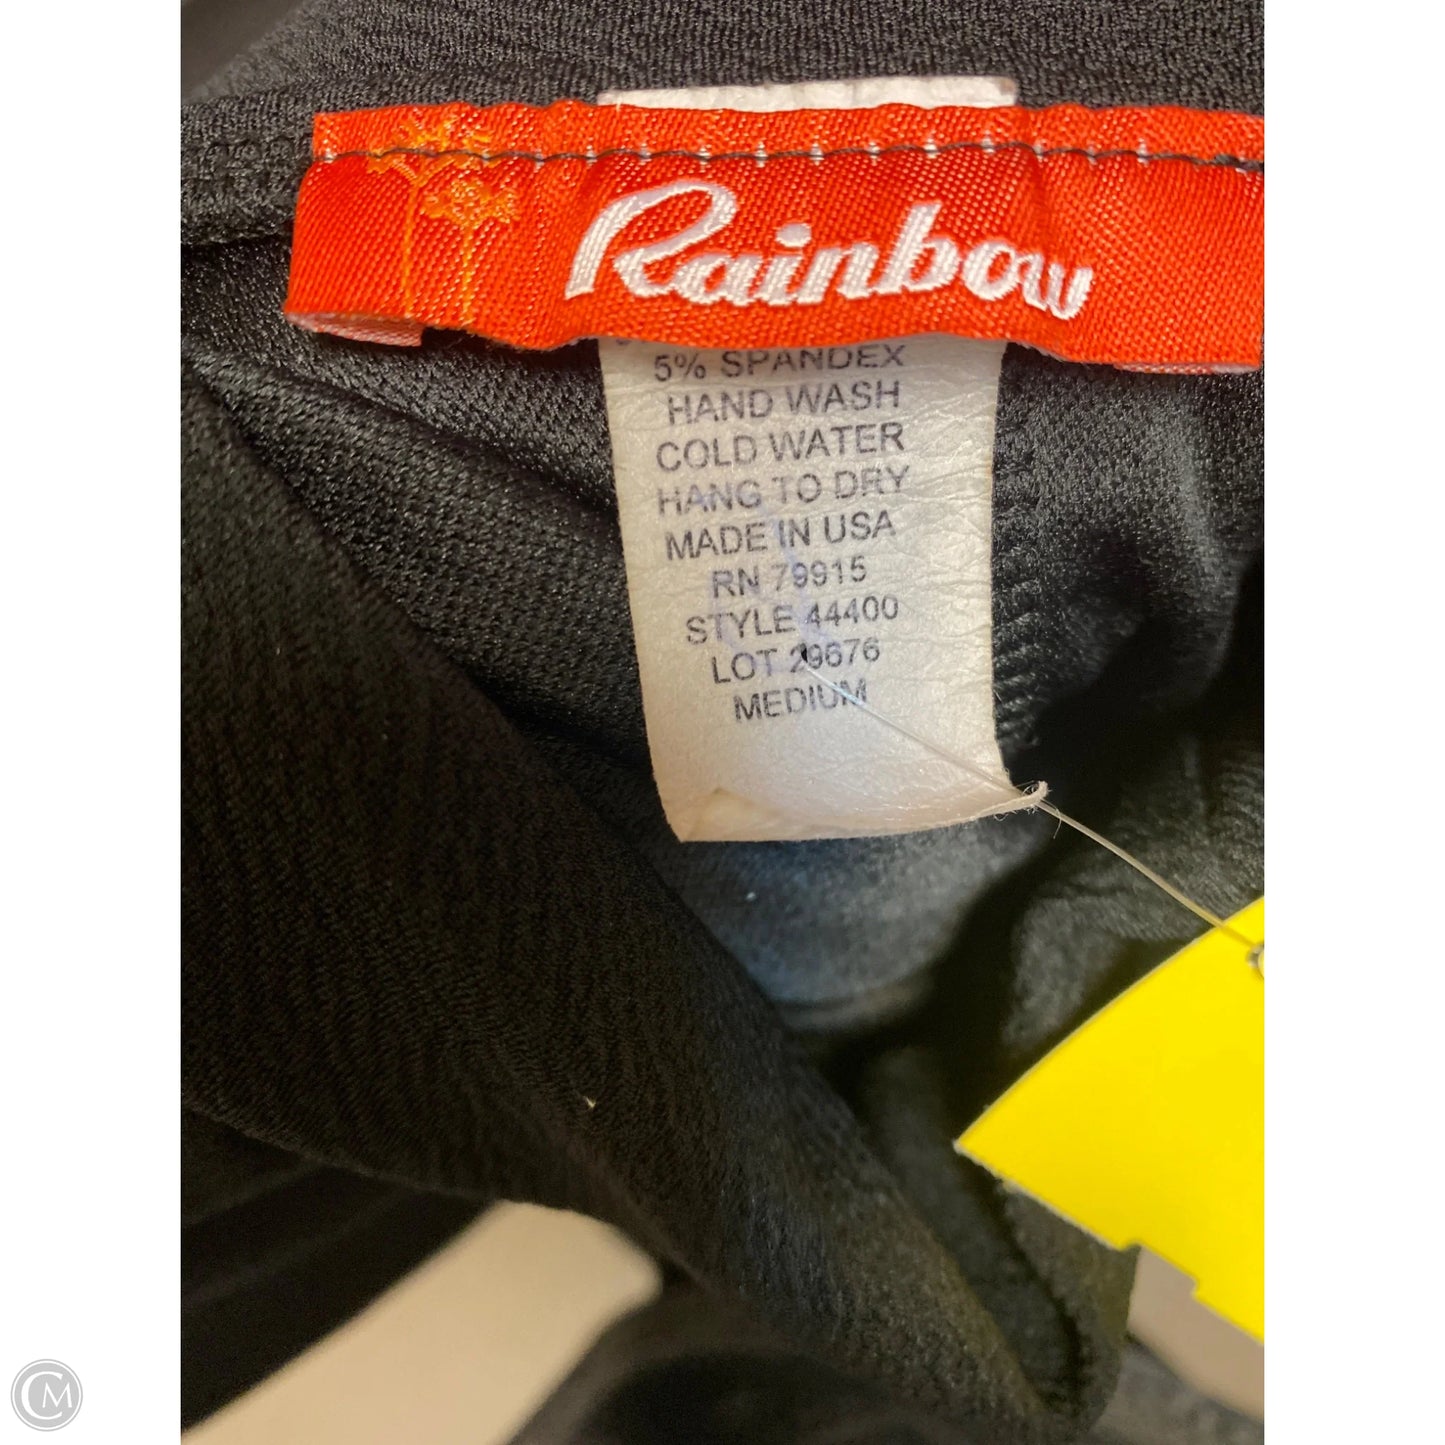 Rainbow
5% SPANDEX
HAND WASH
COLD WATER
HANG TO DRY
MADE IN USA
RN 79915
STYLE 44400
LOT 29676
MEDIUM
CM